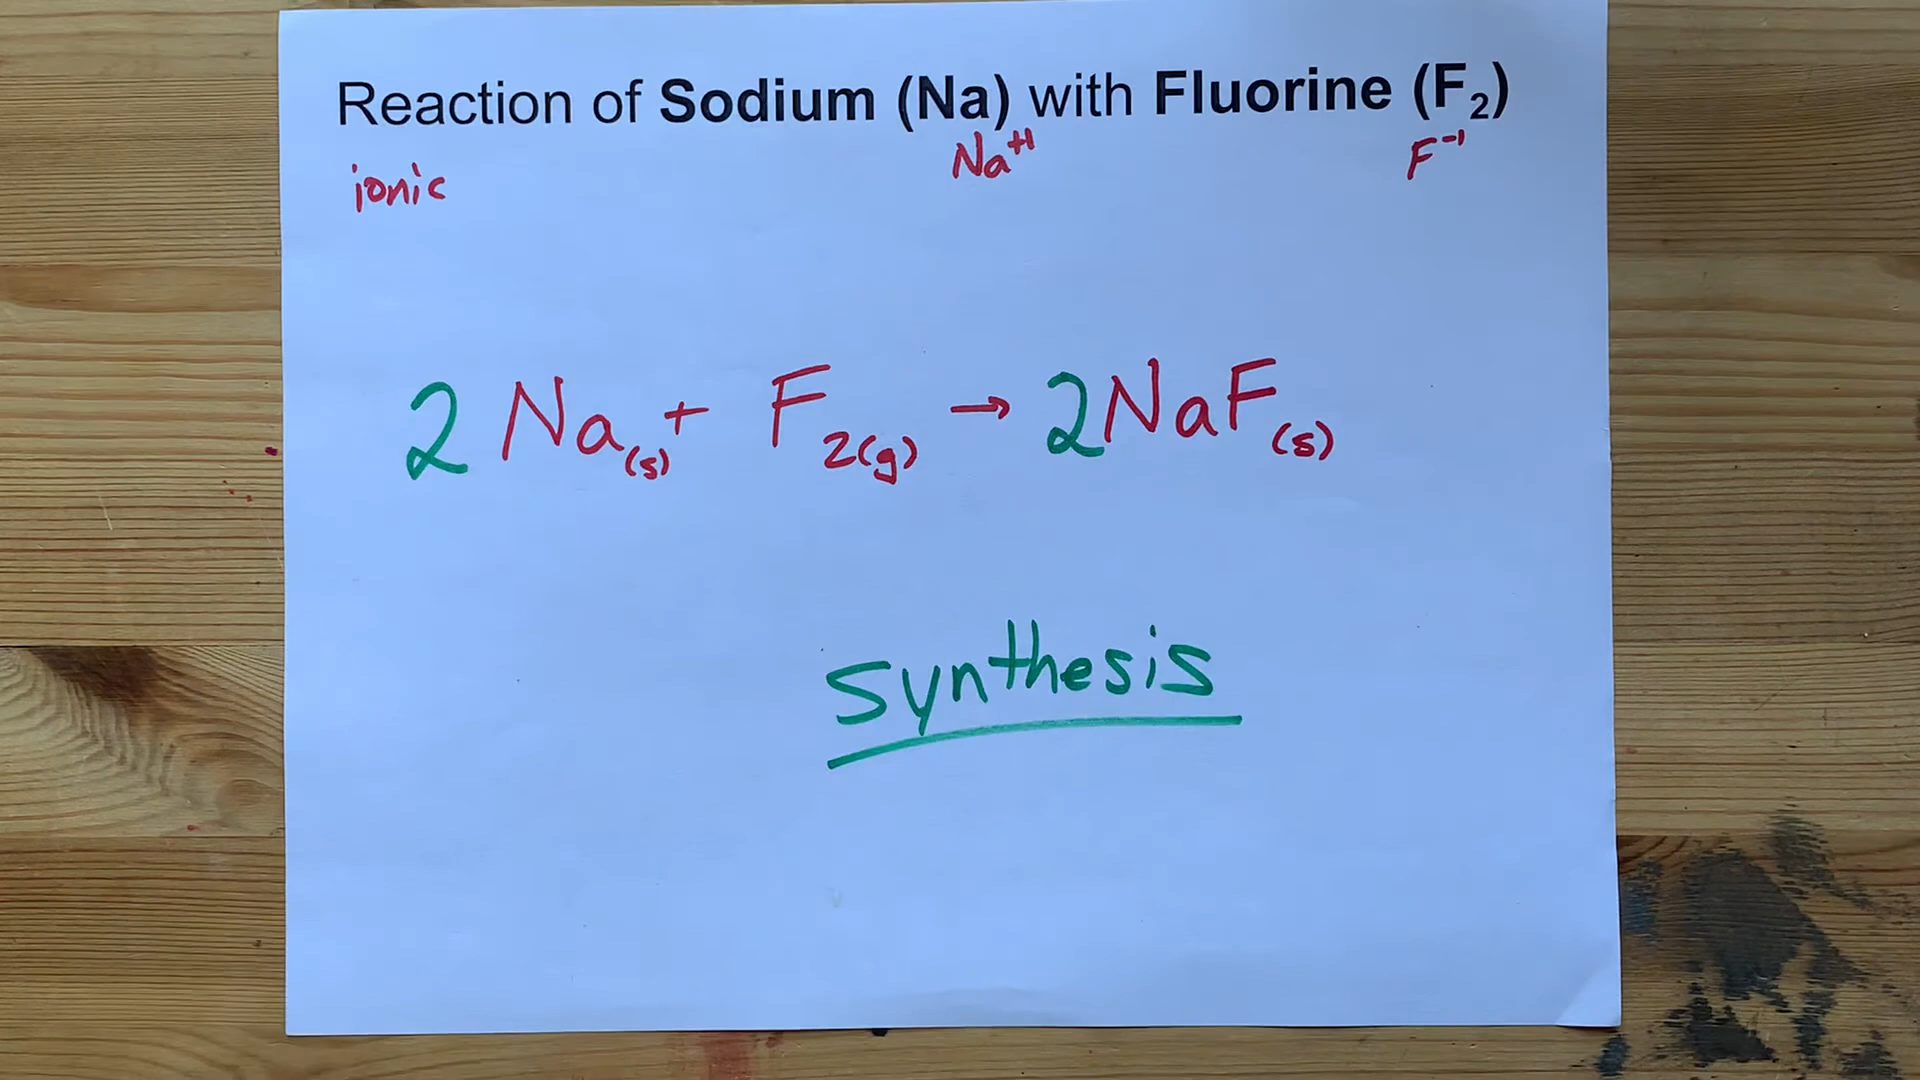 Reaction of Sodium (Na) with Fluorine (F₂)
ionic Na⁺¹ F⁻¹
2 Na(s) + F₂(g) → 2NaF(s)
synthesis